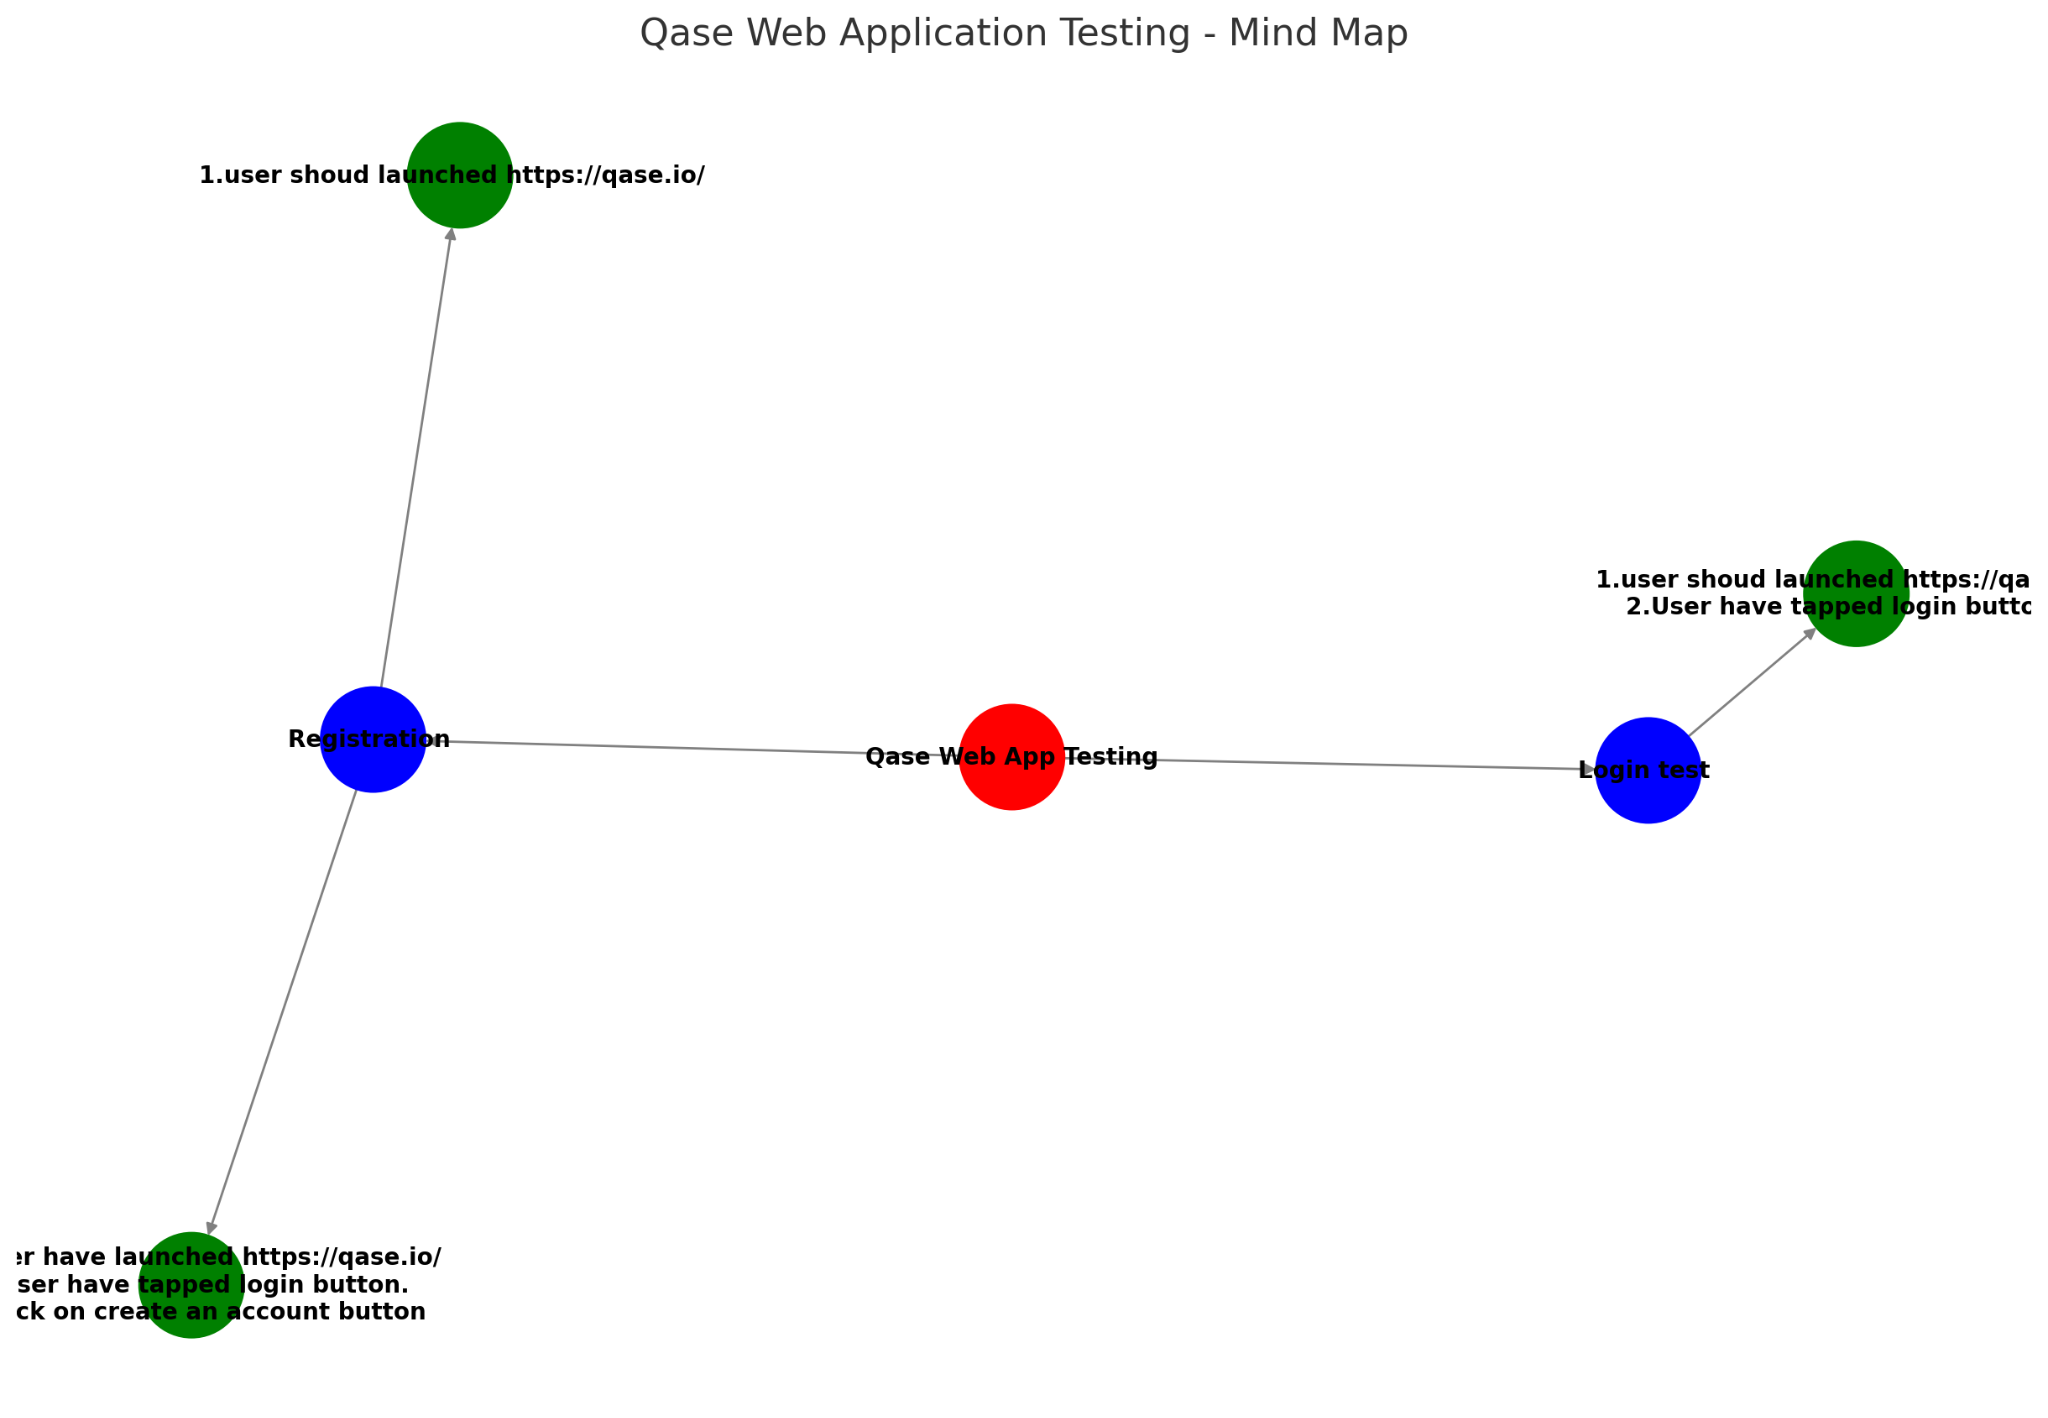 Qase Web Application Testing - Mind Map
1.user shoud launched https://qase.io/
1.user shoud launched https://qa
2.User have tapped login butto
Registration
Qase Web App Testing
Login test
er have launched https://qase.io/
ser have tapped login button.
ck on create an account button